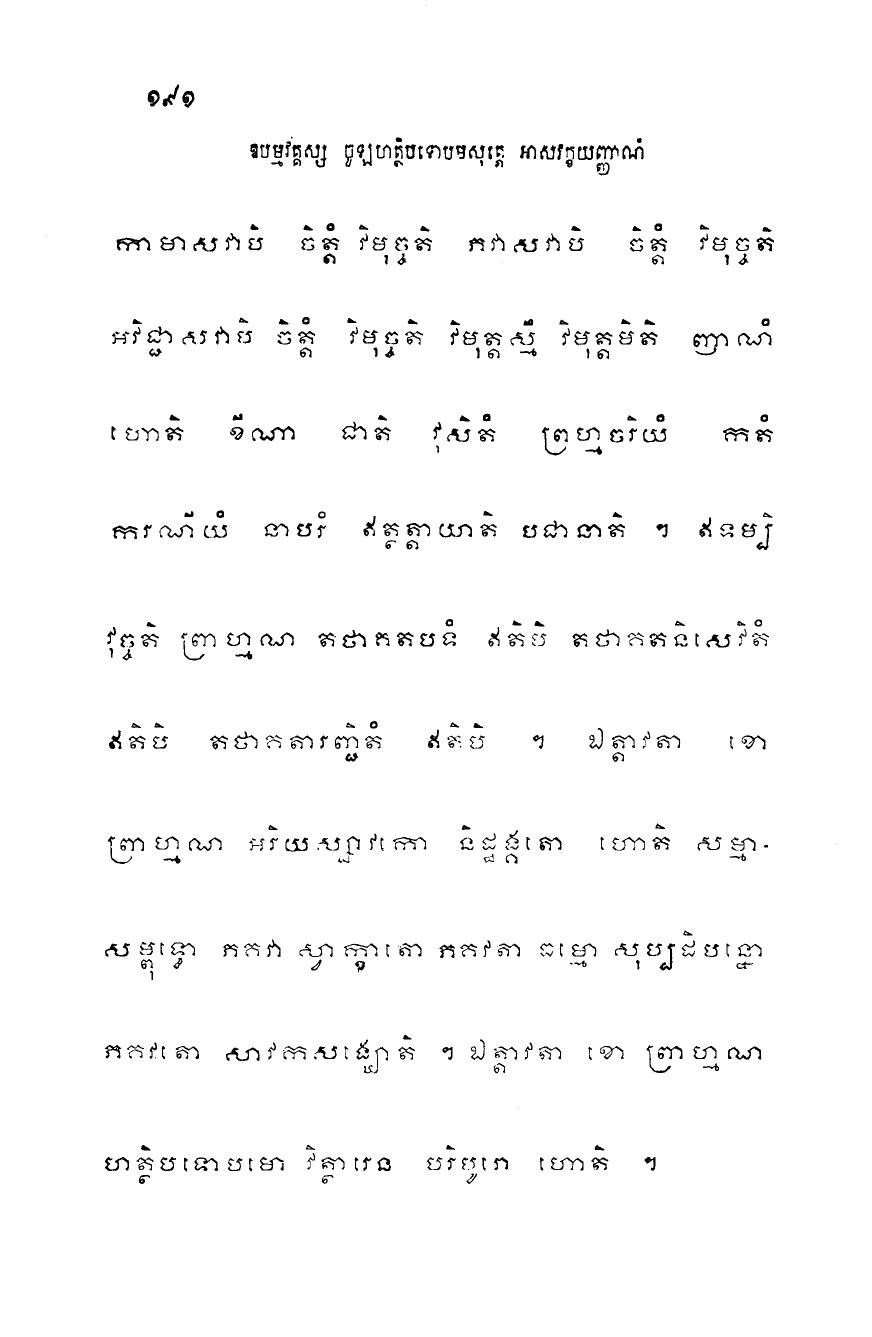 ១៩១
ឧបម្មវគ្គស្ស ចូឡហត្ថិបទោបមសុត្តេ អាសវក្ខយញ្ញាណំ
កាមាសវាបិ ចិត្តំ វិមុច្ចតិ ភវាសវាបិ ចិត្តំ វិមុច្ចតិ
អវិជ្ជាសវាបិ ចិត្តំ វិមុច្ចតិ វិមុត្តស្មឹ វិមុត្តមិតិ ញាណំ
ហោតិ ខីណា ជាតិ វុសិតំ ព្រហ្មចរិយំ កតំ
ករណីយំ នាបរំ ឥត្ថត្តាយាតិ បជានាតិ ។ ឥទម្បិ
វុច្ចតិ ព្រាហ្មណ តថាគតបទំ ឥតិបិ តថាគតនិសេវិតំ
ឥតិបិ តថាគតារញ្ជិតំ ឥតិបិ ។ ឯត្តាវតា ខោ
ព្រាហ្មណ អរិយស្សាវកោ និដ្ឋង្គតោ ហោតិ សម្មា-
សម្ពុទ្ធោ ភគវា ស្វាក្ខាតោ ភគវតា ធម្មោ សុប្បដិបន្នោ
ភគវតោ សាវកសង្ឃោតិ ។ ឯត្តាវតា ខោ ព្រាហ្មណ
ហត្ថិបទោបមោ វិត្ថារេន បរិបូរោ ហោតិ ។